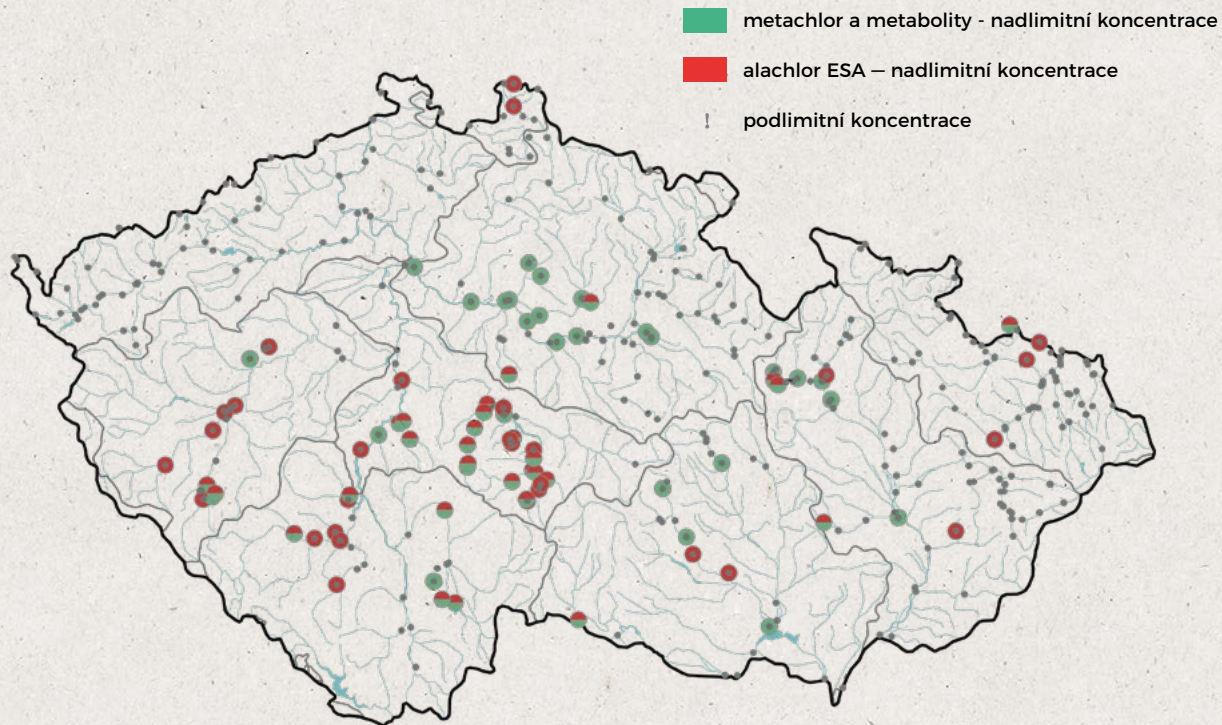 metachlor a metabolity - nadlimitní koncentrace
alachlor ESA — nadlimitní koncentrace
! podlimitní koncentrace